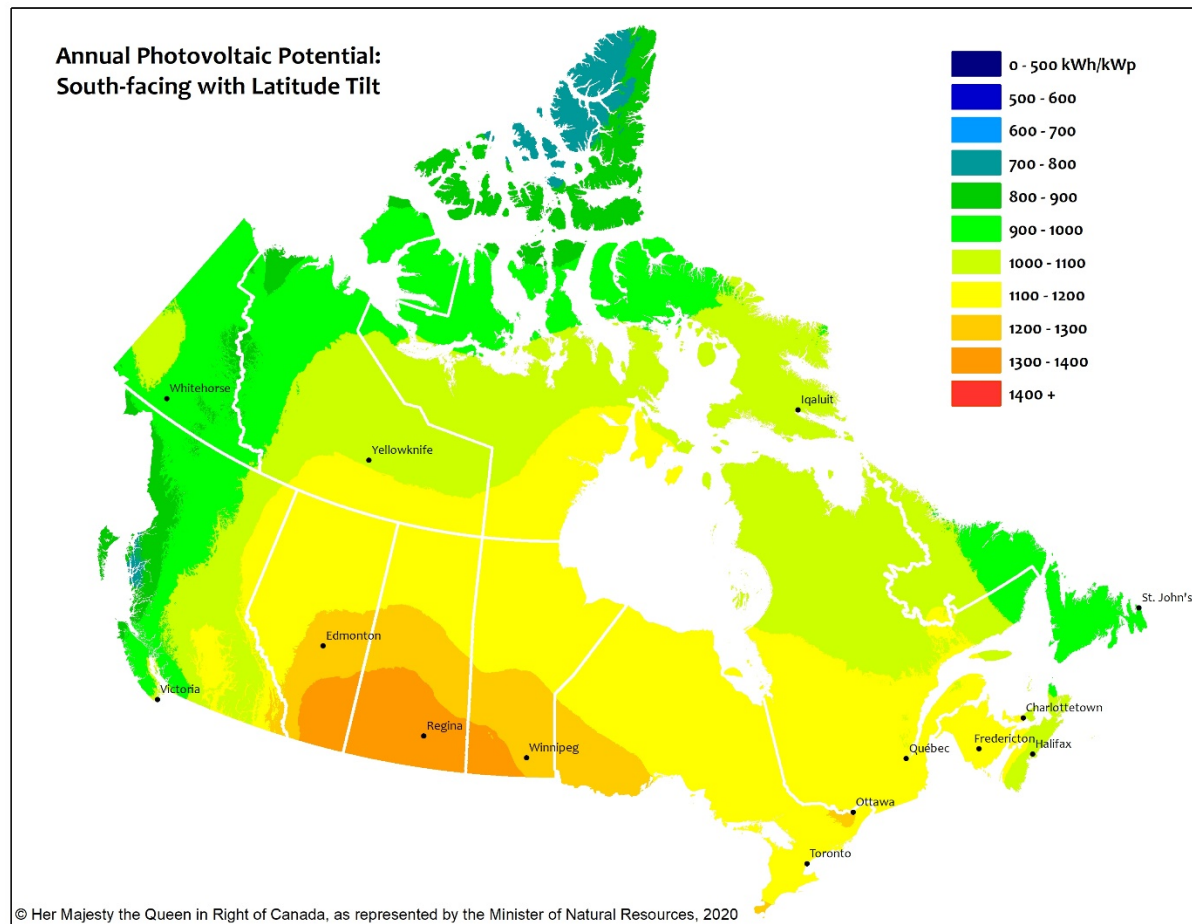 Annual Photovoltaic Potential:
South-facing with Latitude Tilt
0 - 500 kWh/kWp
500 - 600
600 - 700
700 - 800
800 - 900
900 - 1000
1000 - 1100
1100 - 1200
1200 - 1300
1300 - 1400
1400 +
Whitehorse
Iqaluit
Yellowknife
St. John's
Edmonton
Victoria
Regina
Winnipeg
Charlottetown
Fredericton
Halifax
Québec
Ottawa
Toronto
© Her Majesty the Queen in Right of Canada, as represented by the Minister of Natural Resources, 2020